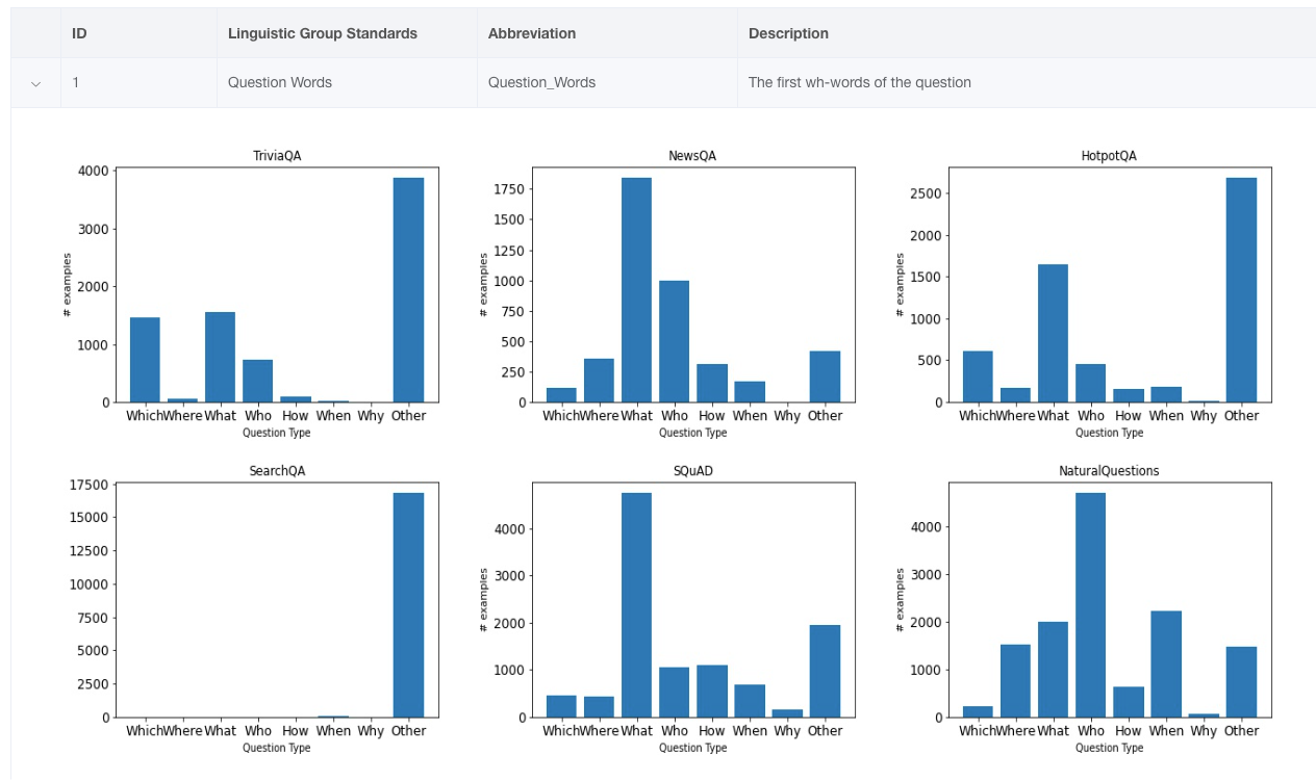 ID Linguistic Group Standards Abbreviation Description
1 Question Words Question_Words The first wh-words of the question
TriviaQA
4000
3000
2000
1000
0
# examples
Which Where What Who How When Why Other
Question Type
NewsQA
1750
1500
1250
1000
750
500
250
0
# examples
Which Where What Who How When Why Other
Question Type
HotpotQA
2500
2000
1500
1000
500
0
# examples
Which Where What Who How When Why Other
Question Type
SearchQA
17500
15000
12500
10000
7500
5000
2500
0
Which Where What Who How When Why Other
Question Type
SQuAD
4000
3000
2000
1000
0
# examples
Which Where What Who How When Why Other
Question Type
NaturalQuestions
4000
3000
2000
1000
0
# examples
Which Where What Who How When Why Other
Question Type